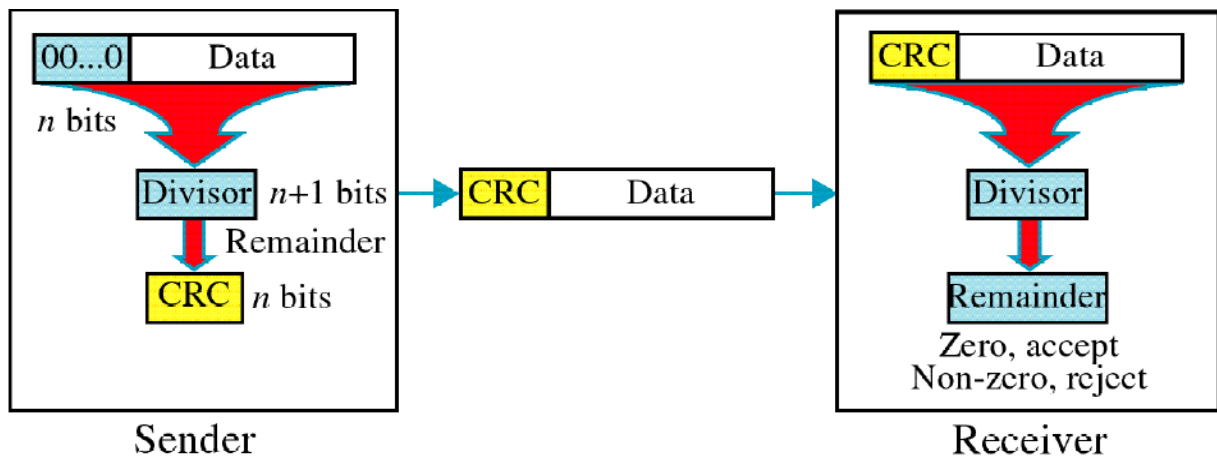 00...0 Data
n bits
Divisor n+1 bits
Remainder
CRC n bits
Sender
CRC Data
CRC Data
Divisor
Remainder
Zero, accept
Non-zero, reject
Receiver